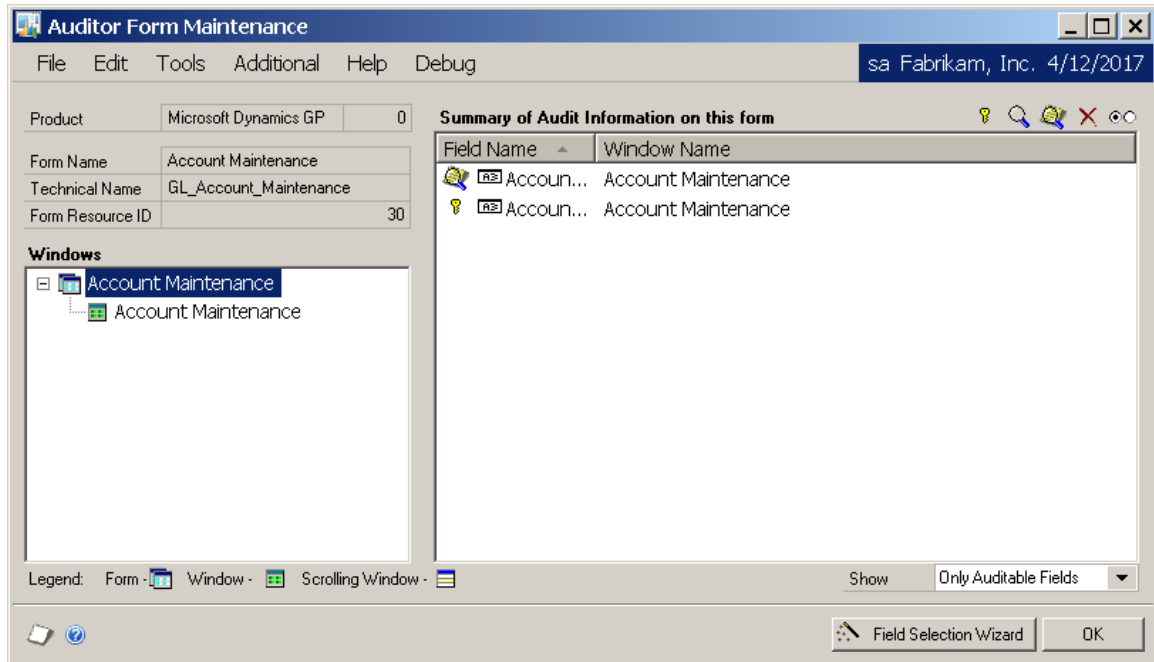 Auditor Form Maintenance
File Edit Tools Additional Help Debug
sa Fabrikam, Inc. 4/12/2017
Product Microsoft Dynamics GP 0
Form Name Account Maintenance
Technical Name GL_Account_Maintenance
Form Resource ID 30
Windows
Account Maintenance
Account Maintenance
Summary of Audit Information on this form
Field Name Window Name
Accoun... Account Maintenance
Accoun... Account Maintenance
Legend: Form - Window - Scrolling Window -
Show Only Auditable Fields
Field Selection Wizard OK